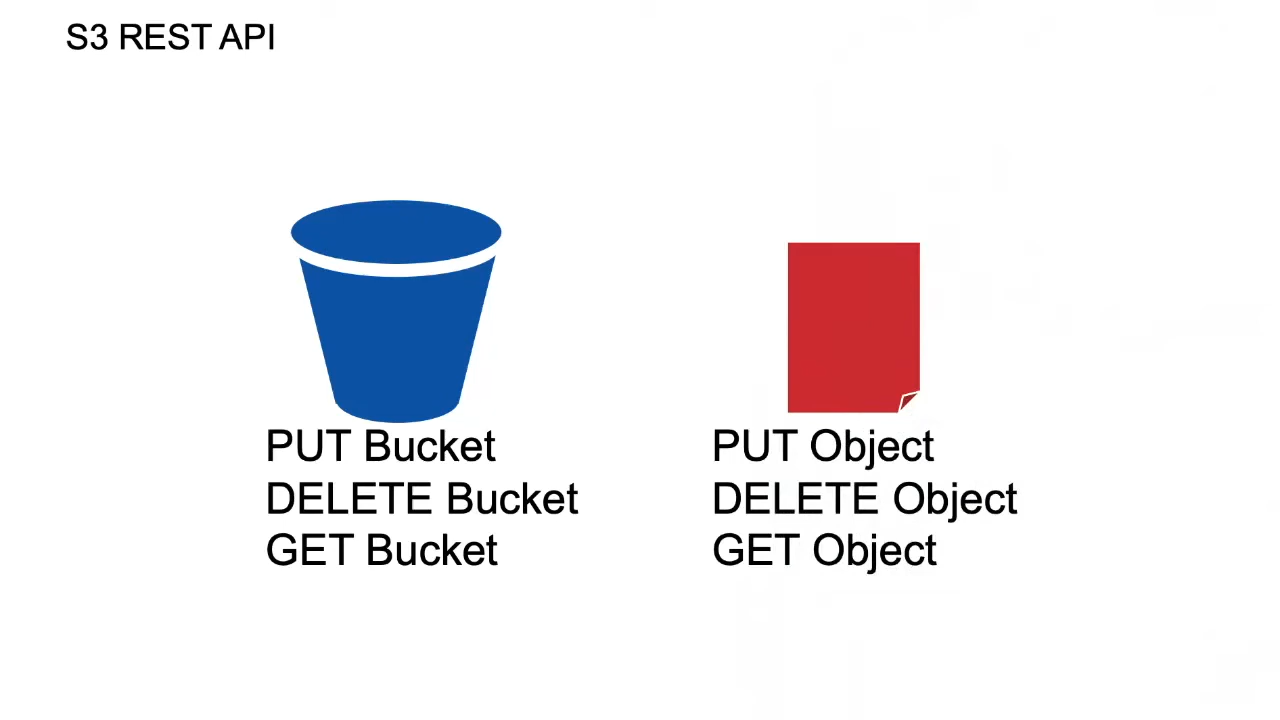 S3 REST API
PUT Bucket
DELETE Bucket
GET Bucket
PUT Object
DELETE Object
GET Object